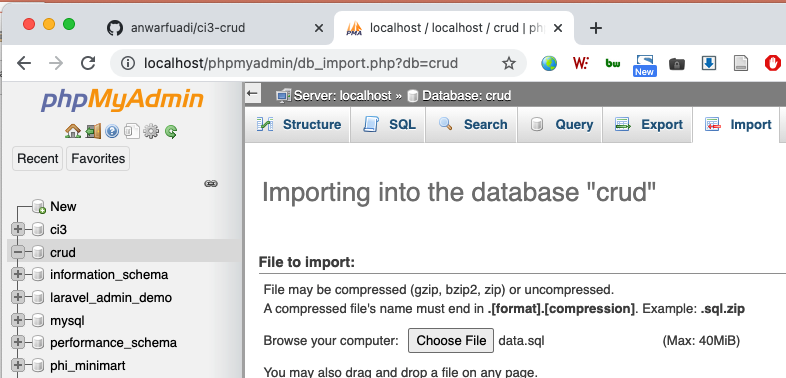 anwarfuadi/ci3-crud
localhost / localhost / crud | ph
localhost/phpmyadmin/db_import.php?db=crud
New
phpMyAdmin
Recent
Favorites
New
ci3
crud
information_schema
laravel_admin_demo
mysql
performance_schema
phi_minimart
Server: localhost » Database: crud
Structure
SQL
Search
Query
Export
Import
Importing into the database "crud"
File to import:
File may be compressed (gzip, bzip2, zip) or uncompressed.
A compressed file's name must end in .[format].[compression]. Example: .sql.zip
Browse your computer: Choose File data.sql (Max: 40MiB)
You may also drag and drop a file on any page.